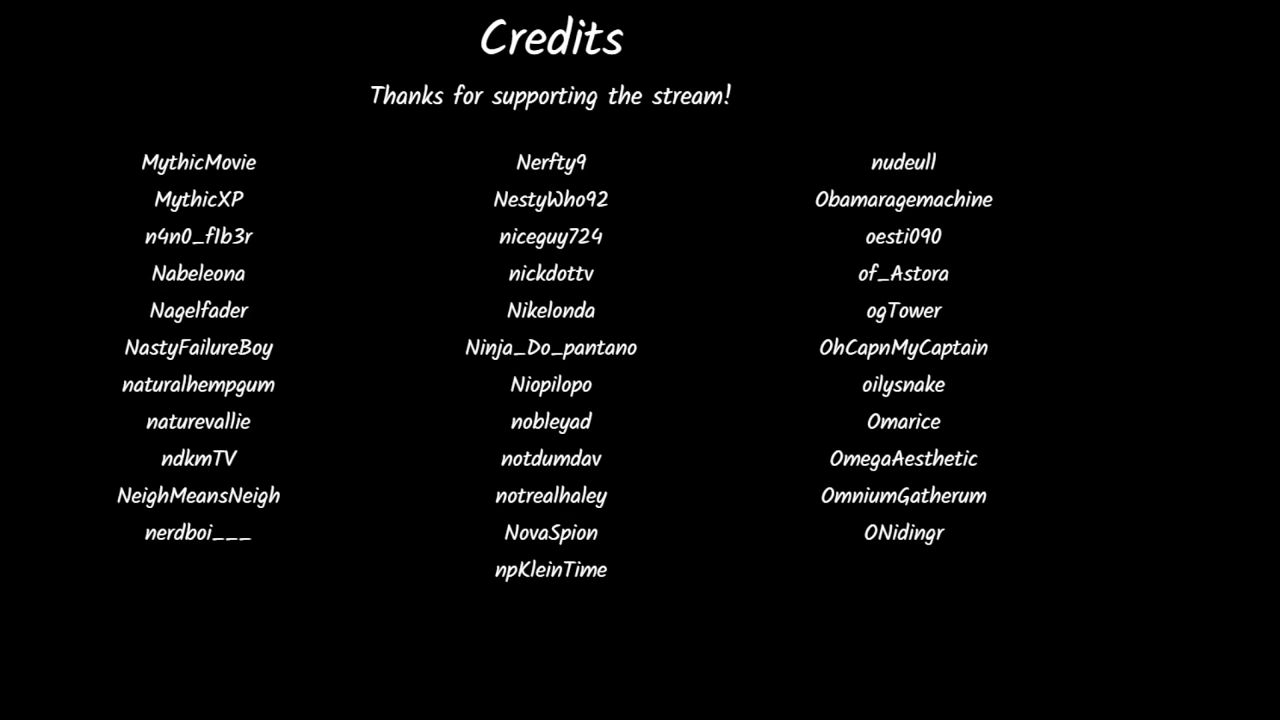 Credits
Thanks for supporting the stream!
MythicMovie
MythicXP
n4n0_f1b3r
Nabeleona
Nagelfader
NastyFailureBoy
naturalhempgum
naturevallie
ndkmTV
NeighMeansNeigh
nerdboi___
Nerfty9
NestyWho92
niceguy724
nickdottv
Nikelonda
Ninja_Do_pantano
Niopilopo
nobleyad
notdumdav
notrealhaley
NovaSpion
npKleinTime
nudeull
Obamaragemachine
oesti090
of_Astora
ogTower
OhCapnMyCaptain
oilysnake
Omarice
OmegaAesthetic
OmniumGatherum
ONidingr